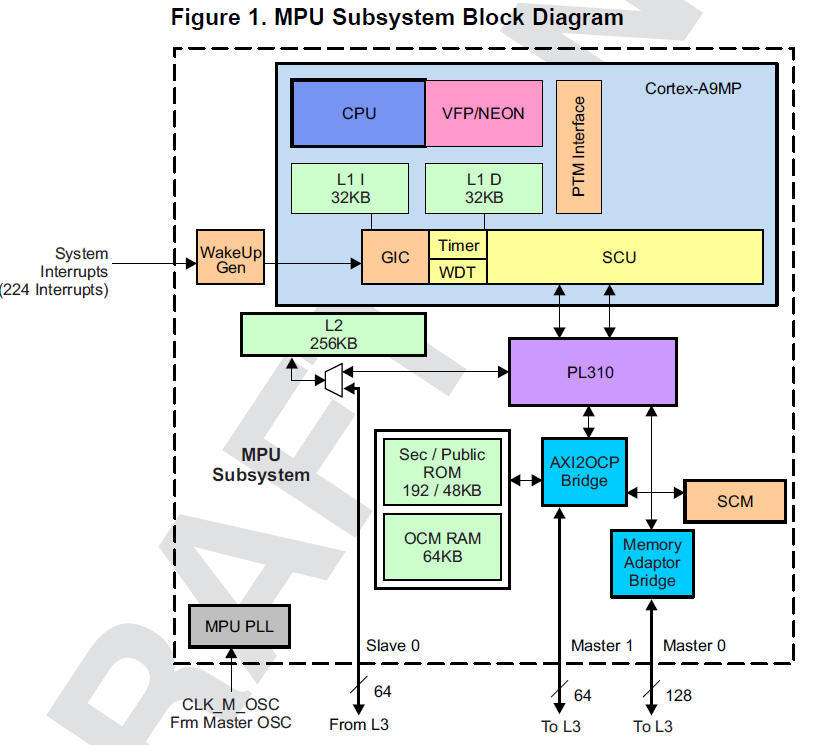 Figure 1. MPU Subsystem Block Diagram
Cortex-A9MP
CPU
VFP/NEON
PTM Interface
L1 I
32KB
L1 D
32KB
System
Interrupts
(224 Interrupts)
WakeUp
Gen
GIC
Timer
WDT
SCU
L2
256KB
PL310
MPU
Subsystem
Sec / Public
ROM
192 / 48KB
OCM RAM
64KB
AXI2OCP
Bridge
SCM
Memory
Adaptor
Bridge
MPU PLL
Slave 0
Master 1
Master 0
64
64
128
CLK_M_OSC
Frm Master OSC
From L3
To L3
To L3
DRAFT